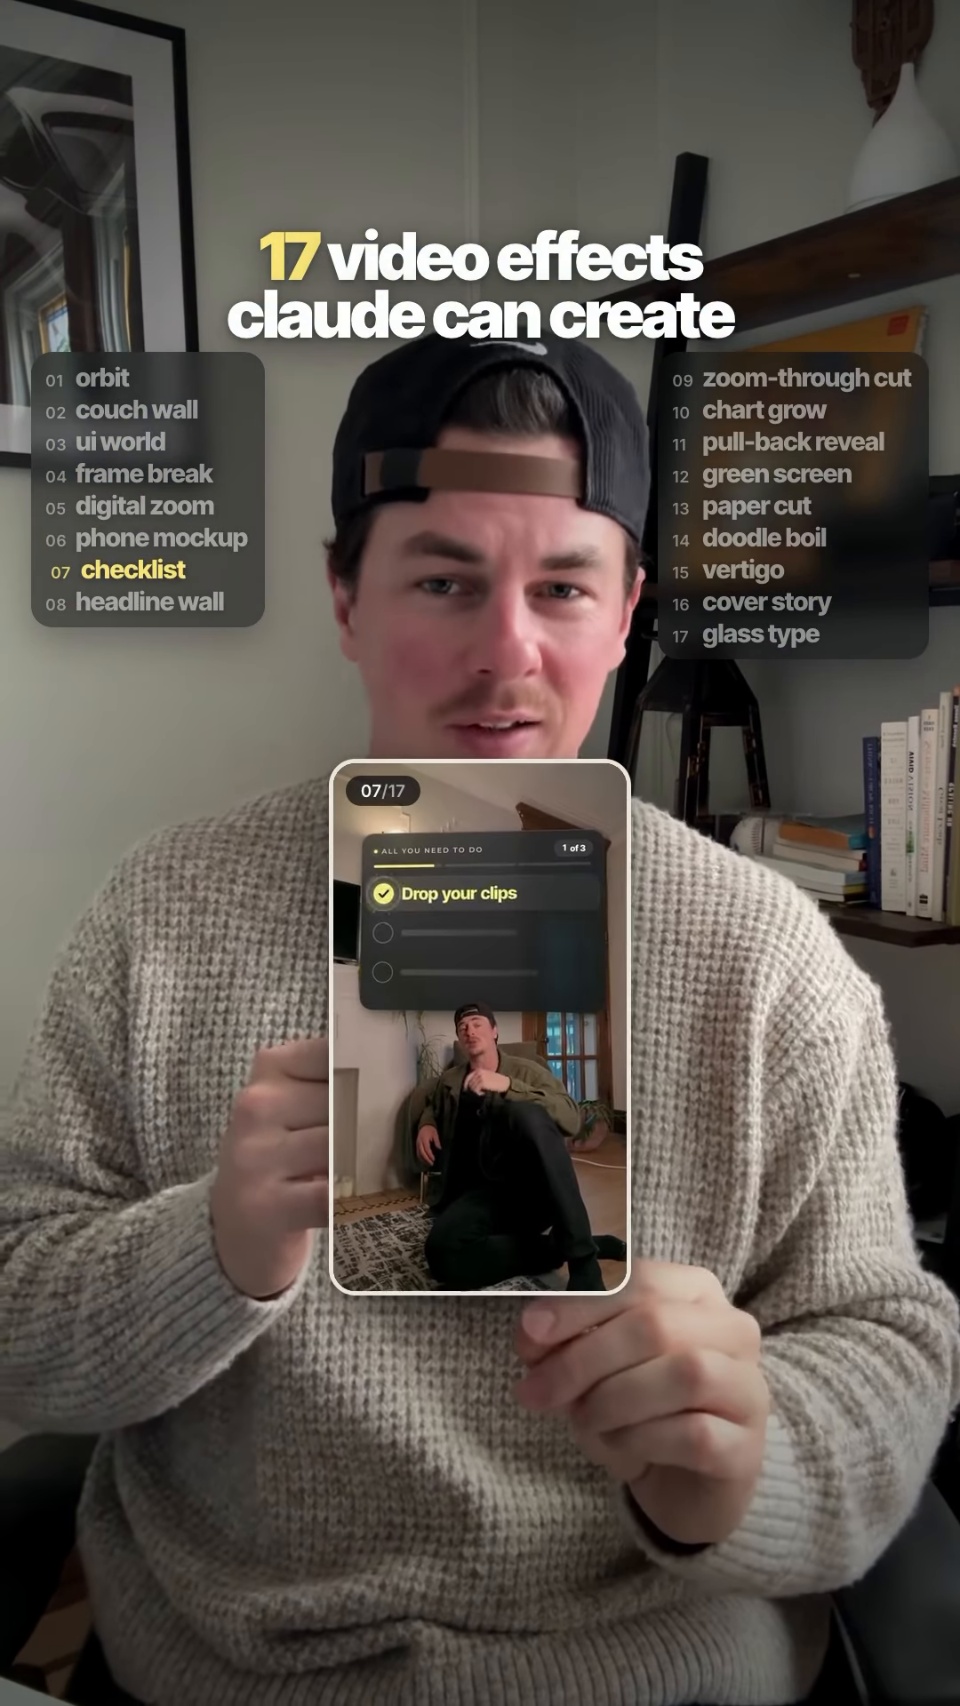 17 video effects
claude can create
01 orbit
02 couch wall
03 ui world
04 frame break
05 digital zoom
06 phone mockup
07 checklist
08 headline wall
09 zoom-through cut
10 chart grow
11 pull-back reveal
12 green screen
13 paper cut
14 doodle boil
15 vertigo
16 cover story
17 glass type
07/17
ALL YOU NEED TO DO
1 of 3
Drop your clips